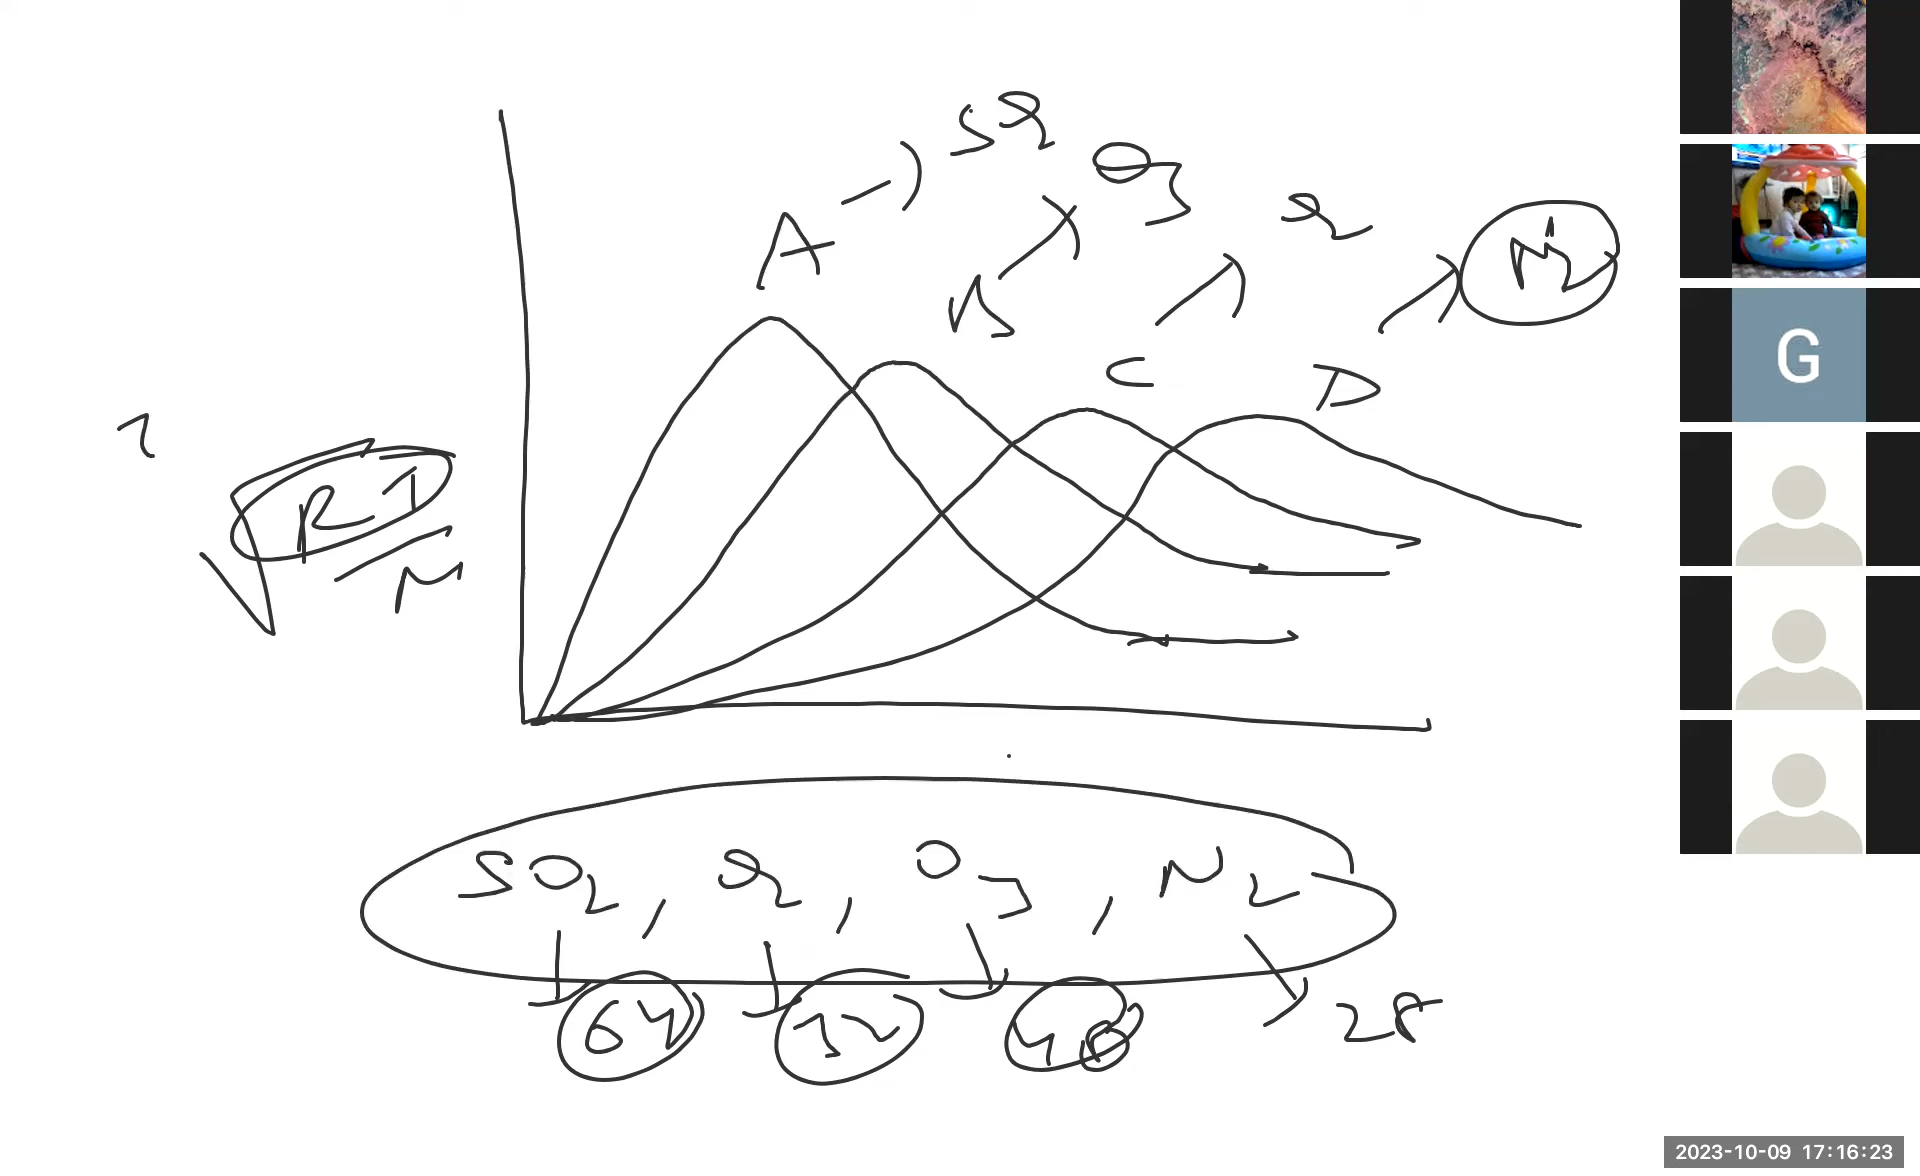 A → SO2
B → O3
C → O2
D → N2
√RT
M
SO2, O2, O3, N2
64 32 48 28
G
2023-10-09 17:16:23